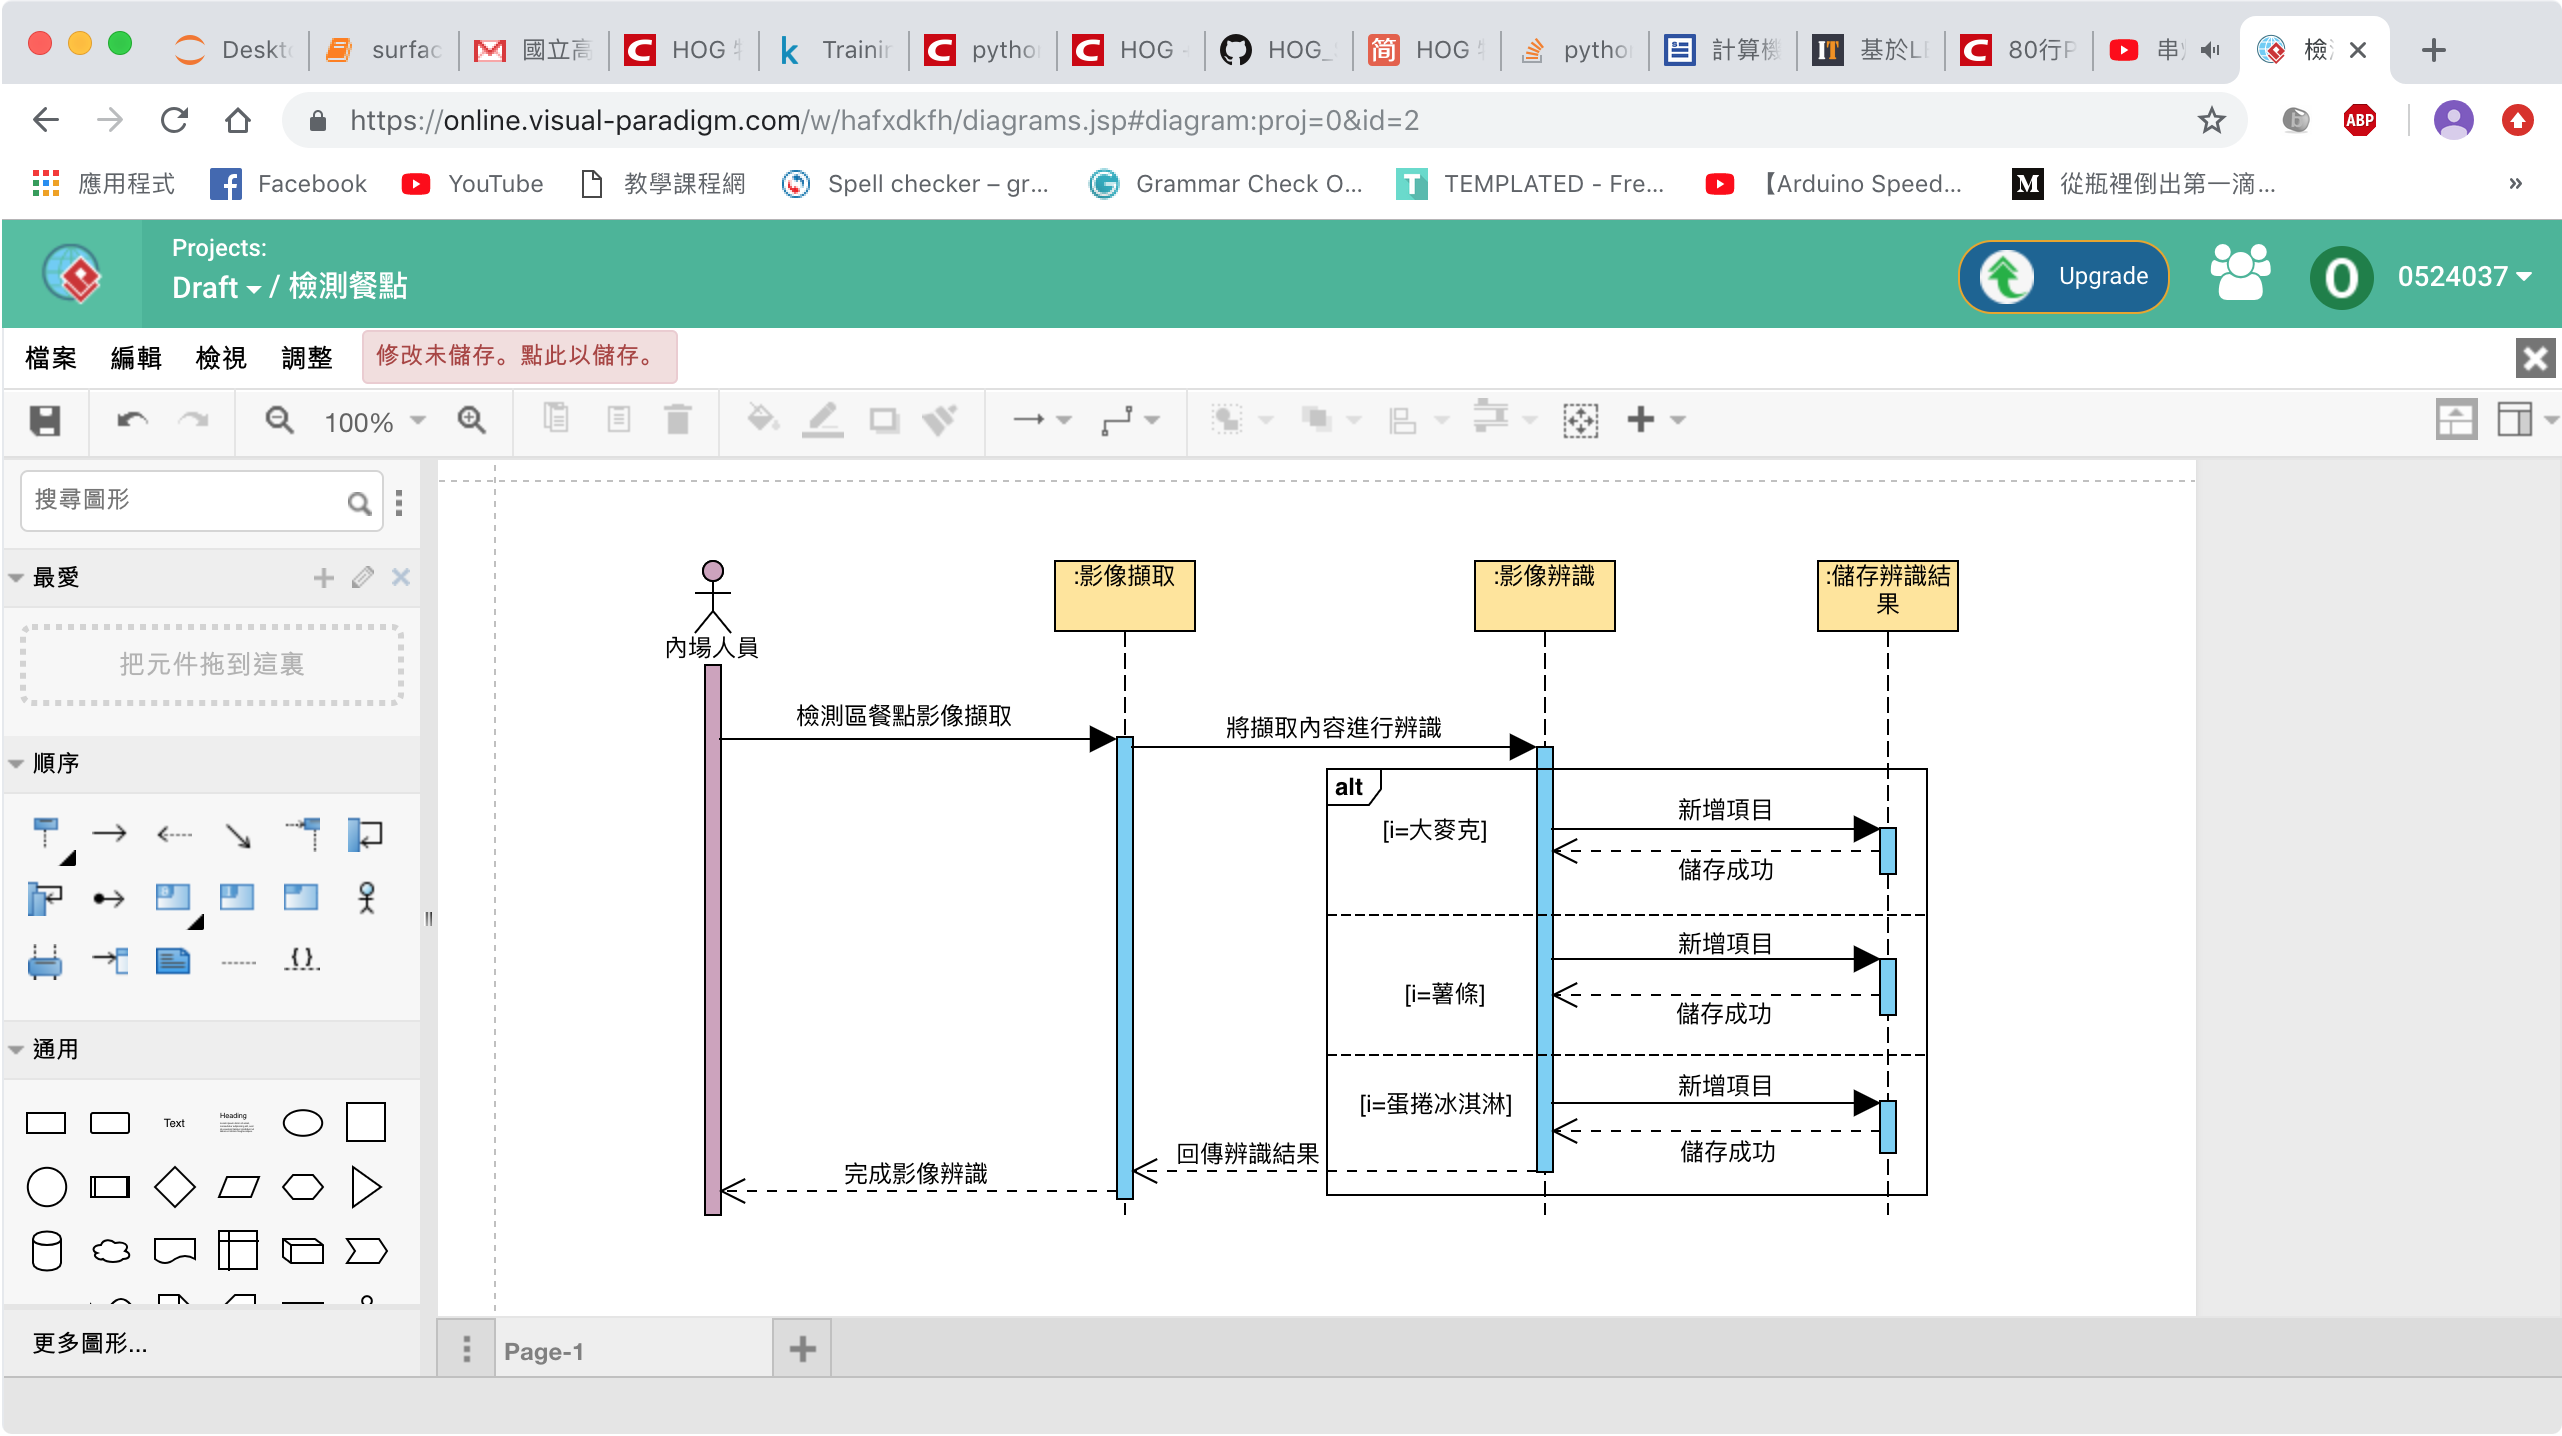 Deskt
surfac
國立高
HOG
Trainin
python
HOG
HOG_
HOG
python
計算機
基於LE
80行P
串
檢
https://online.visual-paradigm.com/w/hafxdkfh/diagrams.jsp#diagram:proj=0&id=2
ABP
應用程式
Facebook
YouTube
教學課程網
Spell checker – gr...
Grammar Check O...
TEMPLATED - Fre...
【Arduino Speed...
從瓶裡倒出第一滴...
»
Projects:
Draft / 檢測餐點
Upgrade
0
0524037
檔案
編輯
檢視
調整
修改未儲存。點此以儲存。
100%
搜尋圖形
最愛
把元件拖到這裏
順序
通用
Text
Heading
更多圖形...
內場人員
:影像擷取
:影像辨識
:儲存辨識結
果
檢測區餐點影像擷取
將擷取內容進行辨識
alt
[i=大麥克]
新增項目
儲存成功
新增項目
[i=薯條]
儲存成功
新增項目
[i=蛋捲冰淇淋]
儲存成功
回傳辨識結果
完成影像辨識
Page-1